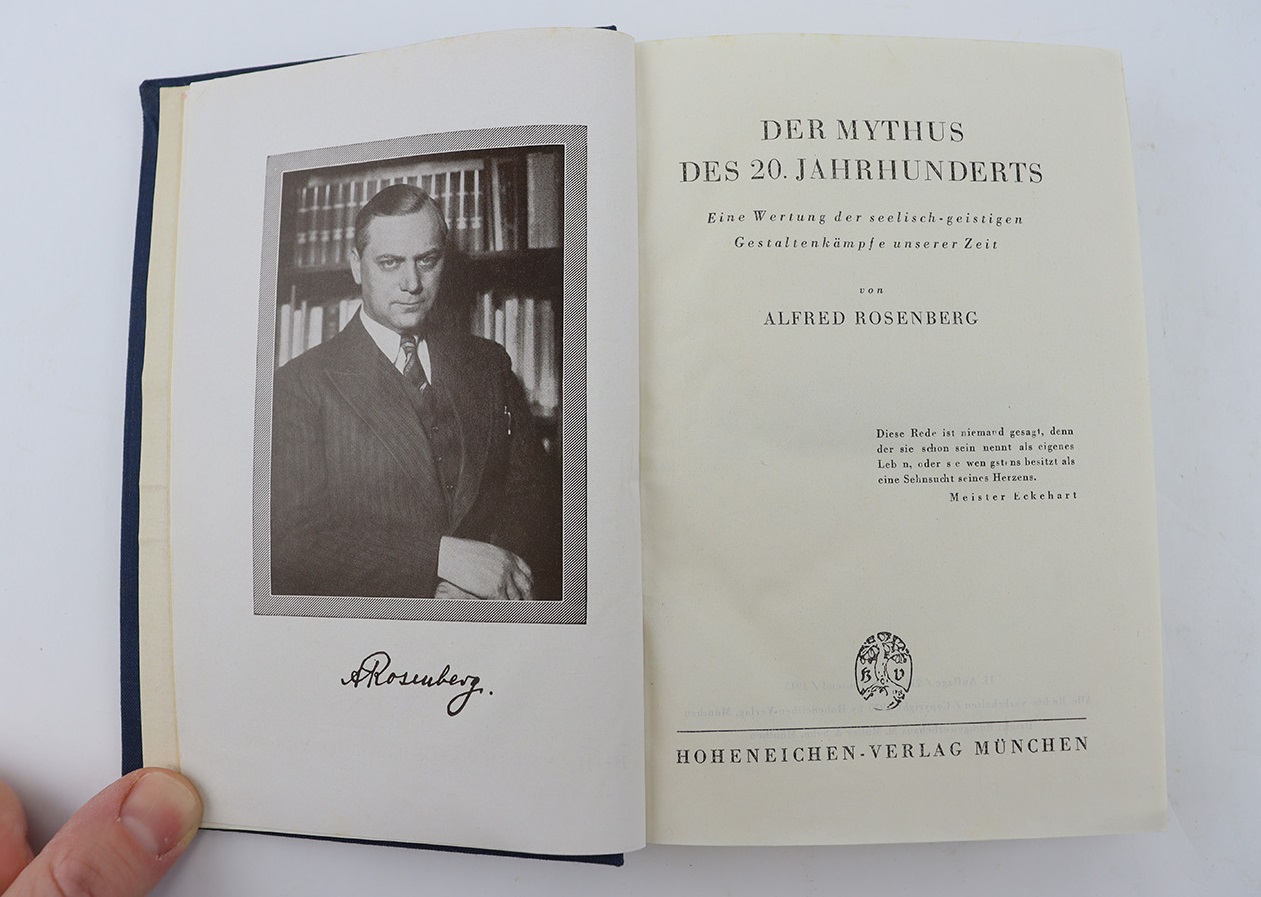 A Rosenberg.
DER MYTHUS
DES 20. JAHRHUNDERTS
Eine Wertung der seelisch-geistigen
Gestaltenkämpfe unserer Zeit
von
ALFRED ROSENBERG
Diese Rede ist niemand gesagt, denn
der sie schon sein nennt als eigenes
Leb n, oder s e wen gstens besitzt als
eine Sehnsucht seines Herzens.
Meister Eckehart
H V
HOHENEICHEN-VERLAG MÜNCHEN